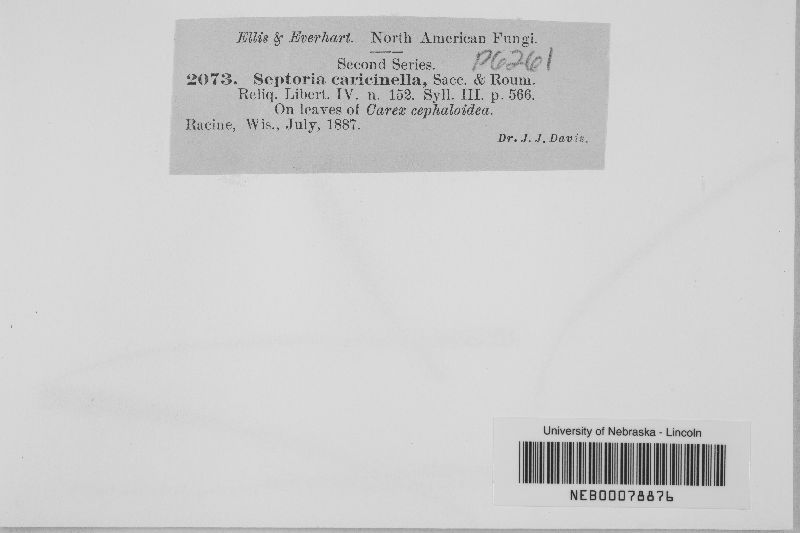 Ellis & Everhart. North American Fungi.
Second Series. P6261
2073. Septoria caricinella, Sacc. & Roum.
Reliq. Libert. IV. n. 152. Syll. III. p. 566.
On leaves of Carex cephaloidea.
Racine, Wis., July, 1887.
Dr. J. J. Davis.
University of Nebraska - Lincoln
NEB00078876